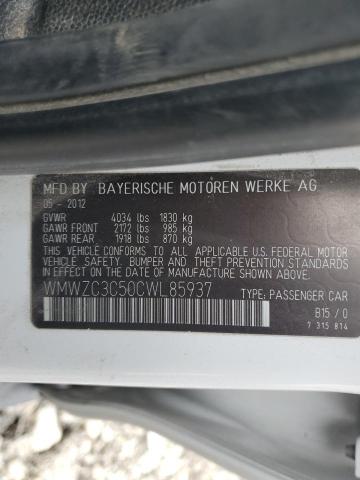 MFD BY BAYERISCHE MOTOREN WERKE AG
05 - 2012
GVWR 4034 lbs 1830 kg
GAWR FRONT 2172 lbs 985 kg
GAWR REAR 1918 lbs 870 kg
THIS VEHICLE CONFORMS TO ALL APPLICABLE U.S. FEDERAL MOTOR
VEHICLE SAFETY, BUMPER AND THEFT PREVENTION STANDARDS
IN EFFECT ON THE DATE OF MANUFACTURE SHOWN ABOVE.
WMWZC3C50CWL85937
TYPE: PASSENGER CAR
B15 / 0
7 315 814